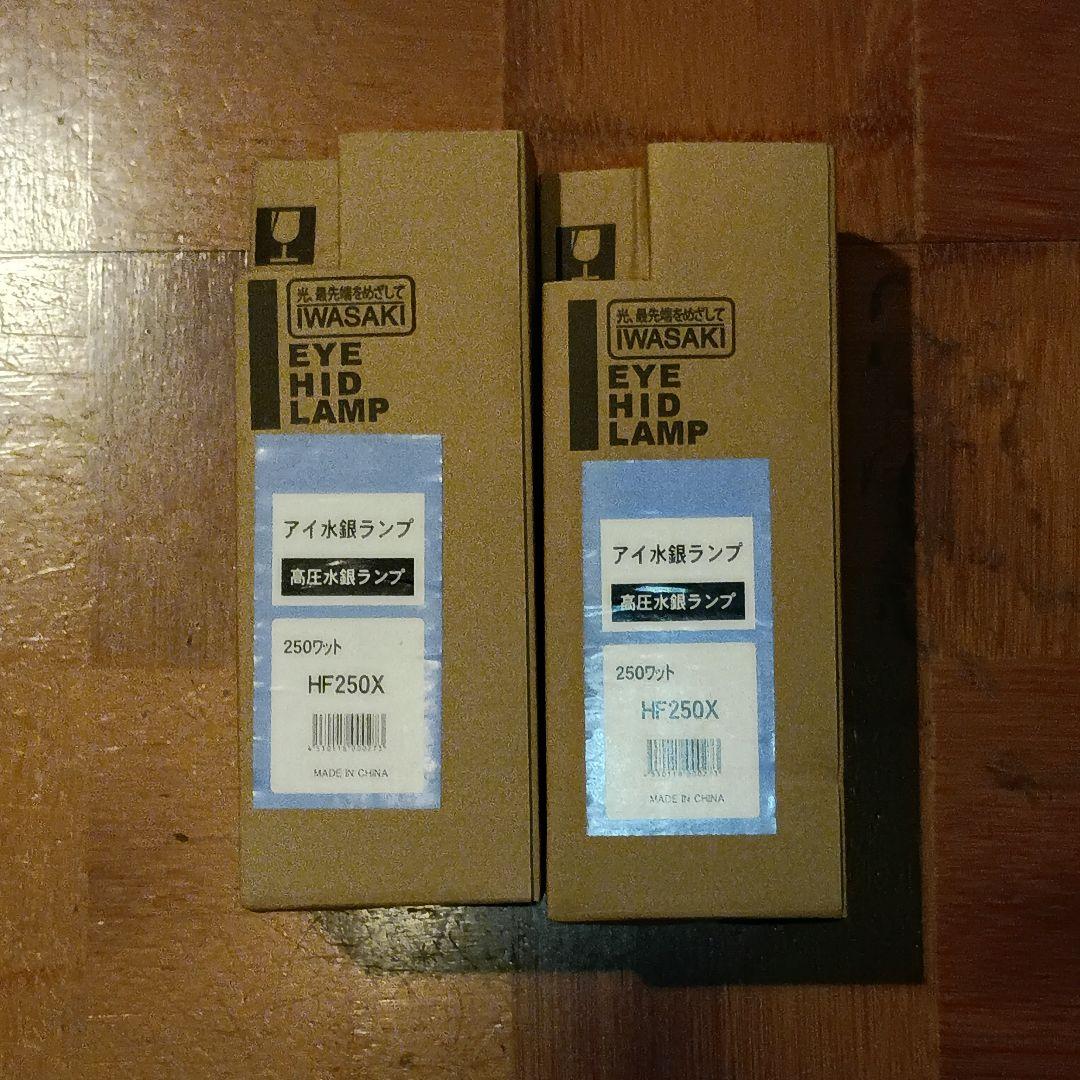 光、最先端をめざして
IWASAKI
EYE
HID
LAMP
アイ水銀ランプ
高圧水銀ランプ
250ワット
HF250X
MADE IN CHINA
光、最先端をめざして
IWASAKI
EYE
HID
LAMP
アイ水銀ランプ
高圧水銀ランプ
250ワット
HF250X
MADE IN CHINA